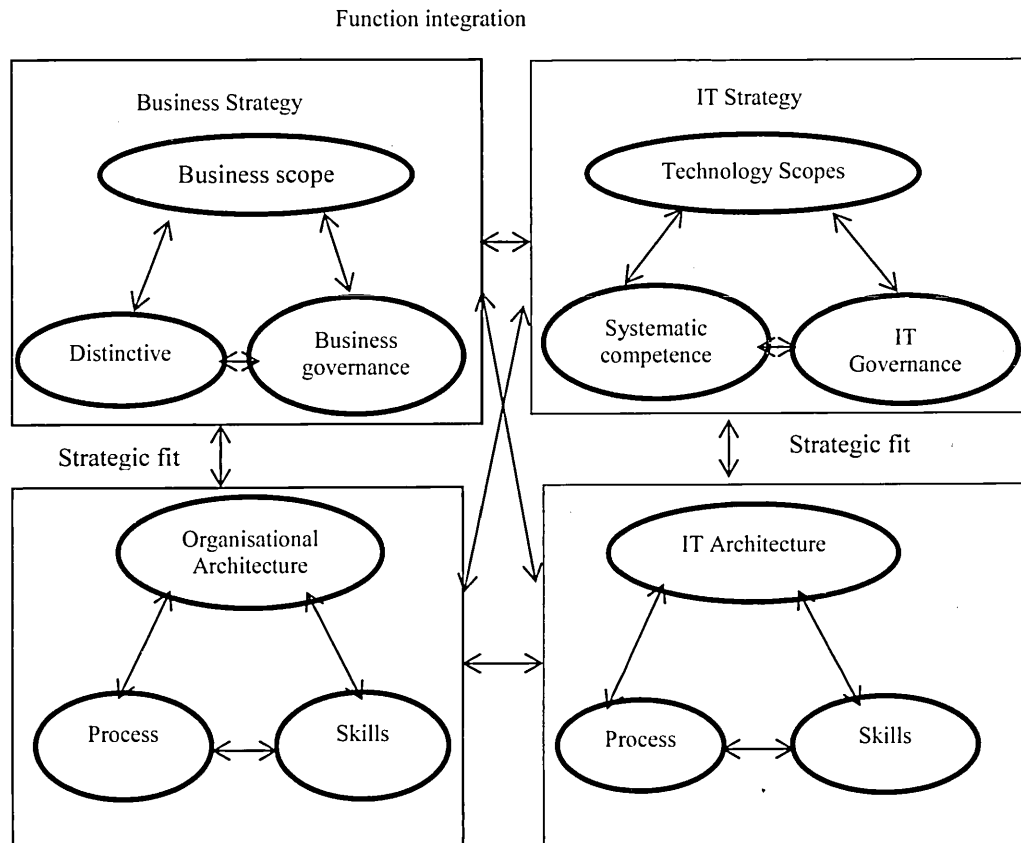 Function integration
Business Strategy
Business scope
Distinctive
Business
governance
IT Strategy
Technology Scopes
Systematic
competence
IT
Governance
Strategic fit
Strategic fit
Organisational
Architecture
Process
Skills
IT Architecture
Process
Skills